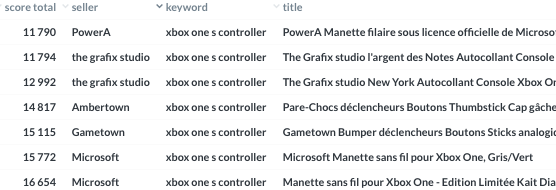 score total seller keyword title
11 790 PowerA xbox one s controller PowerA Manette filaire sous licence officielle de Microso
11 794 the grafix studio xbox one s controller The Grafix studio l'argent des Notes Autocollant Console
12 992 the grafix studio xbox one s controller The Grafix studio New York Autocollant Console Xbox On
14 817 Ambertown xbox one s controller Pare-Chocs déclencheurs Boutons Thumbstick Cap gâche
15 115 Gametown xbox one s controller Gametown Bumper déclencheurs Boutons Sticks analogic
15 772 Microsoft xbox one s controller Microsoft Manette sans fil pour Xbox One, Gris/Vert
16 654 Microsoft xbox one s controller Manette sans fil pour Xbox One - Edition Limitée Kait Dia